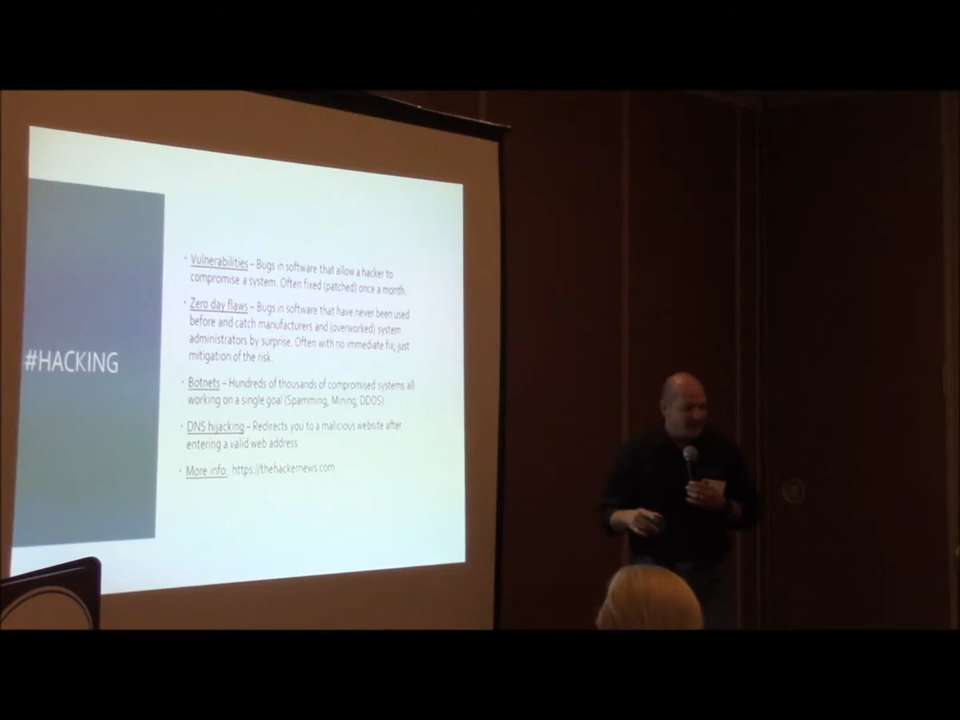 #HACKING
• Vulnerabilities – Bugs in software that allow a hacker to
compromise a system. Often fixed (patched) once a month.
• Zero day flaws – Bugs in software that have never been used
before and catch manufacturers and (overworked) system
administrators by surprise. Often with no immediate fix; just
mitigation of the risk.
• Botnets – Hundreds of thousands of compromised systems all
working on a single goal (Spamming, Mining, DDOS)
• DNS hijacking – Redirects you to a malicious website after
entering a valid web address
• More info: https://thehackernews.com